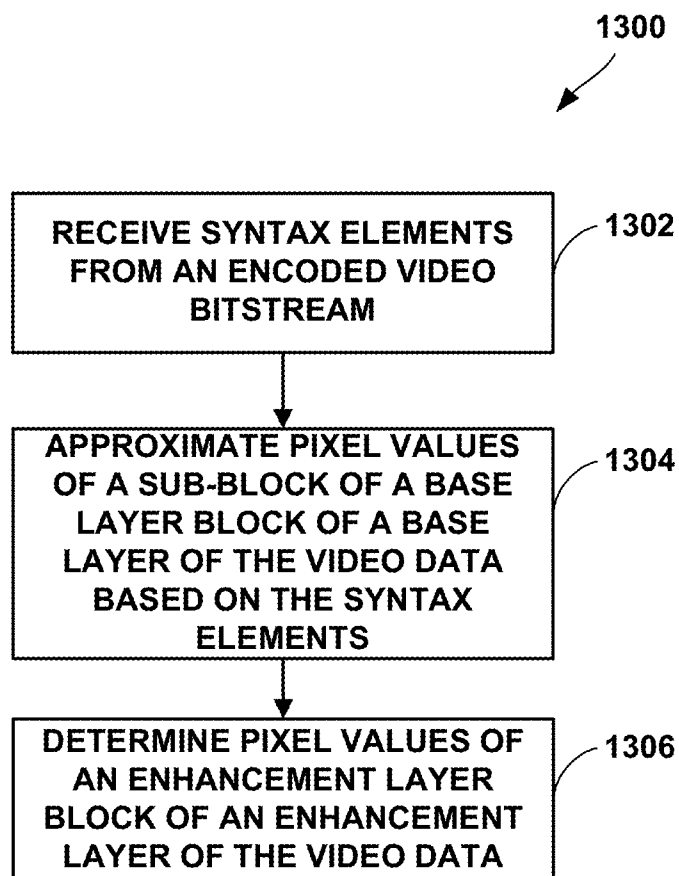 1300
RECEIVE SYNTAX ELEMENTS
FROM AN ENCODED VIDEO
BITSTREAM
1302
APPROXIMATE PIXEL VALUES
OF A SUB-BLOCK OF A BASE
LAYER BLOCK OF A BASE
LAYER OF THE VIDEO DATA
BASED ON THE SYNTAX
ELEMENTS
1304
DETERMINE PIXEL VALUES OF
AN ENHANCEMENT LAYER
BLOCK OF AN ENHANCEMENT
LAYER OF THE VIDEO DATA
1306